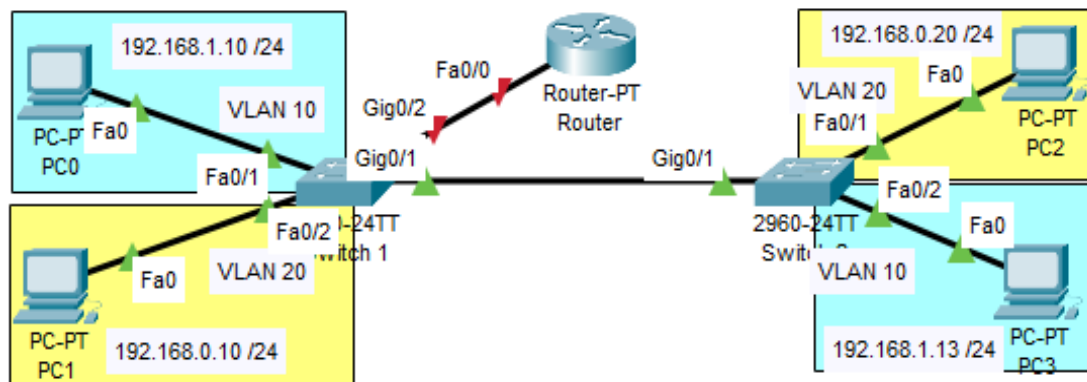 192.168.1.10 /24
VLAN 10
PC-PT
PC0
Fa0
Fa0/1
Fa0/0
Gig0/2
Router-PT
Router
Gig0/1
Gig0/1
192.168.0.20 /24
VLAN 20
Fa0
Fa0/1
PC-PT
PC2
Fa0/2
-24TT
1
VLAN 20
Fa0
PC-PT
PC1
192.168.0.10 /24
2960-24TT
Fa0/2
Fa0
VLAN 10
PC-PT
PC3
192.168.1.13 /24